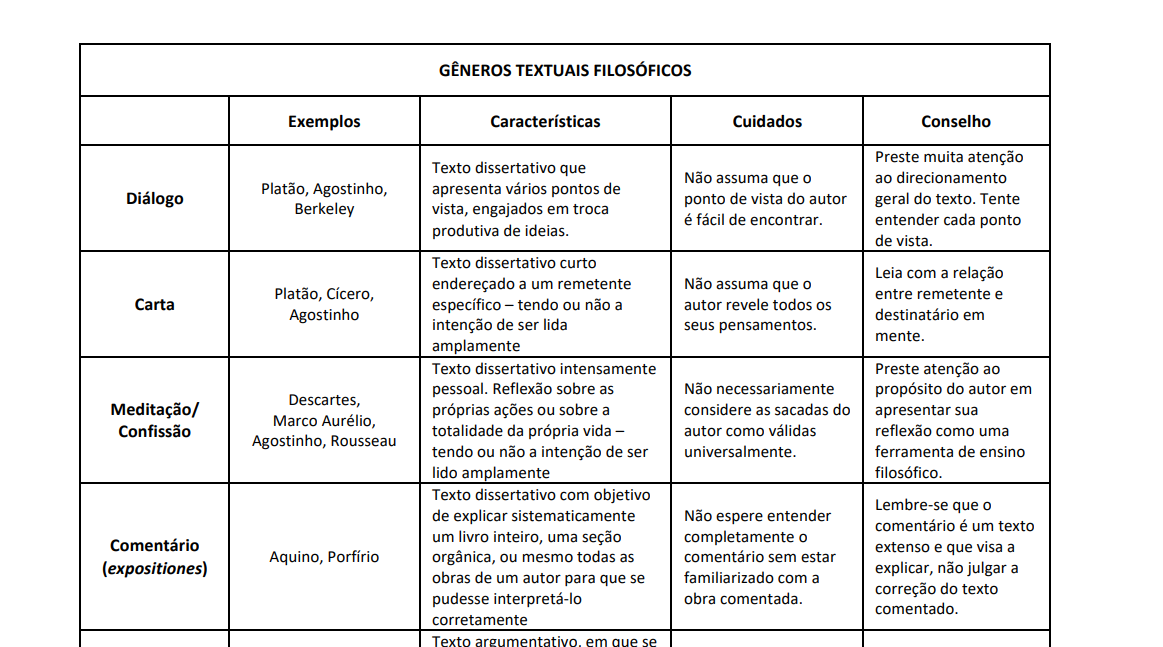 GÊNEROS TEXTUAIS FILOSÓFICOS
Exemplos
Características
Cuidados
Conselho
Diálogo
Platão, Agostinho,
Berkeley
Texto dissertativo que
apresenta vários pontos de
vista, engajados em troca
produtiva de ideias.
Não assuma que o
ponto de vista do autor
é fácil de encontrar.
Preste muita atenção
ao direcionamento
geral do texto. Tente
entender cada ponto
de vista.
Carta
Platão, Cícero,
Agostinho
Texto dissertativo curto
endereçado a um remetente
específico – tendo ou não a
intenção de ser lida
amplamente
Não assuma que o
autor revele todos os
seus pensamentos.
Leia com a relação
entre remetente e
destinatário em
mente.
Meditação/
Confissão
Descartes,
Marco Aurélio,
Agostinho, Rousseau
Texto dissertativo intensamente
pessoal. Reflexão sobre as
próprias ações ou sobre a
totalidade da própria vida –
tendo ou não a intenção de ser
lido amplamente
Não necessariamente
considere as sacadas do
autor como válidas
universalmente.
Preste atenção ao
propósito do autor em
apresentar sua
reflexão como uma
ferramenta de ensino
filosófico.
Comentário
(expositiones)
Aquino, Porfírio
Texto dissertativo com objetivo
de explicar sistematicamente
um livro inteiro, uma seção
orgânica, ou mesmo todas as
obras de um autor para que se
pudesse interpretá-lo
corretamente
Não espere entender
completamente o
comentário sem estar
familiarizado com a
obra comentada.
Lembre-se que o
comentário é um texto
extenso e que visa a
explicar, não julgar a
correção do texto
comentado.
Texto argumentativo, em que se